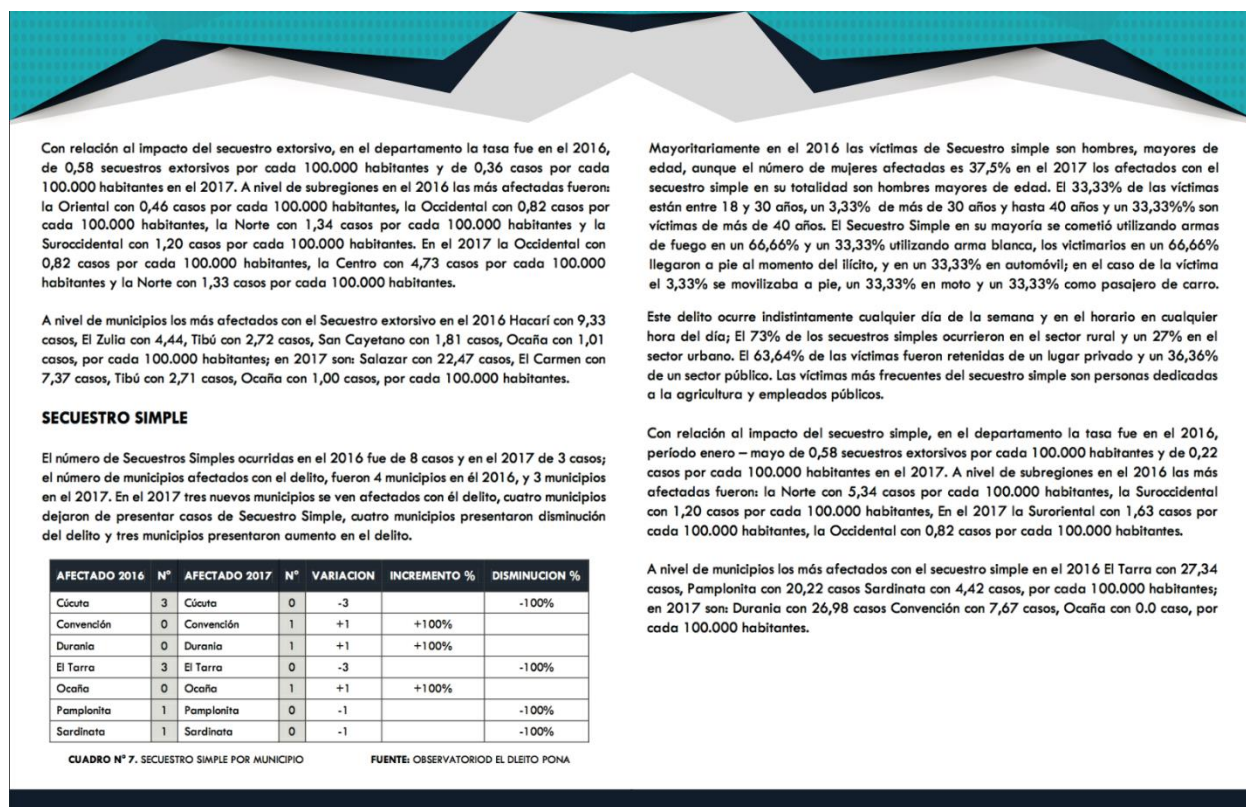 Con relación al impacto del secuestro extorsivo, en el departamento la tasa fue en el 2016,
de 0,58 secuestros extorsivos por cada 100.000 habitantes y de 0,36 casos por cada
100.000 habitantes en el 2017. A nivel de subregiones en el 2016 las más afectadas fueron:
la Oriental con 0,46 casos por cada 100.000 habitantes, la Occidental con 0,82 casos por
cada 100.000 habitantes, la Norte con 1,34 casos por cada 100.000 habitantes y la
Suroccidental con 1,20 casos por cada 100.000 habitantes. En el 2017 la Occidental con
0,82 casos por cada 100.000 habitantes, la Centro con 4,73 casos por cada 100.000
habitantes y la Norte con 1,33 casos por cada 100.000 habitantes.
A nivel de municipios los más afectados con el Secuestro extorsivo en el 2016 Hacarí con 9,33
casos, El Zulia con 4,44, Tibú con 2,72 casos, San Cayetano con 1,81 casos, Ocaña con 1,01
casos, por cada 100.000 habitantes; en 2017 son: Salazar con 22,47 casos, El Carmen con
7,37 casos, Tibú con 2,71 casos, Ocaña con 1,00 casos, por cada 100.000 habitantes.
SECUESTRO SIMPLE
El número de Secuestros Simples ocurridas en el 2016 fue de 8 casos y en el 2017 de 3 casos;
el número de municipios afectados con el delito, fueron 4 municipios en él 2016, y 3 municipios
en el 2017. En el 2017 tres nuevos municipios se ven afectados con él delito, cuatro municipios
dejaron de presentar casos de Secuestro Simple, cuatro municipios presentaron disminución
del delito y tres municipios presentaron aumento en el delito.
AFECTADO 2016 N° AFECTADO 2017 N° VARIACION INCREMENTO % DISMINUCION %
Cúcuta 3 Cúcuta 0 -3 -100%
Convención 0 Convención 1 +1 +100%
Durania 0 Durania 1 +1 +100%
El Tarra 3 El Tarra 0 -3 -100%
Ocaña 0 Ocaña 1 +1 +100%
Pamplonita 1 Pamplonita 0 -1 -100%
Sardinata 1 Sardinata 0 -1 -100%
CUADRO N° 7. SECUESTRO SIMPLE POR MUNICIPIO FUENTE: OBSERVATORIOD EL DLEITO PONA
Mayoritariamente en el 2016 las víctimas de Secuestro simple son hombres, mayores de
edad, aunque el número de mujeres afectadas es 37,5% en el 2017 los afectados con el
secuestro simple en su totalidad son hombres mayores de edad. El 33,33% de las víctimas
están entre 18 y 30 años, un 3,33% de más de 30 años y hasta 40 años y un 33,33%% son
víctimas de más de 40 años. El Secuestro Simple en su mayoría se cometió utilizando armas
de fuego en un 66,66% y un 33,33% utilizando arma blanca, los victimarios en un 66,66%
llegaron a pie al momento del ilícito, y en un 33,33% en automóvil; en el caso de la víctima
el 3,33% se movilizaba a pie, un 33,33% en moto y un 33,33% como pasajero de carro.
Este delito ocurre indistintamente cualquier día de la semana y en el horario en cualquier
hora del día; El 73% de los secuestros simples ocurrieron en el sector rural y un 27% en el
sector urbano. El 63,64% de las víctimas fueron retenidas de un lugar privado y un 36,36%
de un sector público. Las víctimas más frecuentes del secuestro simple son personas dedicadas
a la agricultura y empleados públicos.
Con relación al impacto del secuestro simple, en el departamento la tasa fue en el 2016,
período enero – mayo de 0,58 secuestros extorsivos por cada 100.000 habitantes y de 0,22
casos por cada 100.000 habitantes en el 2017. A nivel de subregiones en el 2016 las más
afectadas fueron: la Norte con 5,34 casos por cada 100.000 habitantes, la Suroccidental
con 1,20 casos por cada 100.000 habitantes, En el 2017 la Suroriental con 1,63 casos por
cada 100.000 habitantes, la Occidental con 0,82 casos por cada 100.000 habitantes.
A nivel de municipios los más afectados con el secuestro simple en el 2016 El Tarra con 27,34
casos, Pamplonita con 20,22 casos Sardinata con 4,42 casos, por cada 100.000 habitantes;
en 2017 son: Durania con 26,98 casos Convención con 7,67 casos, Ocaña con 0.0 caso, por
cada 100.000 habitantes.